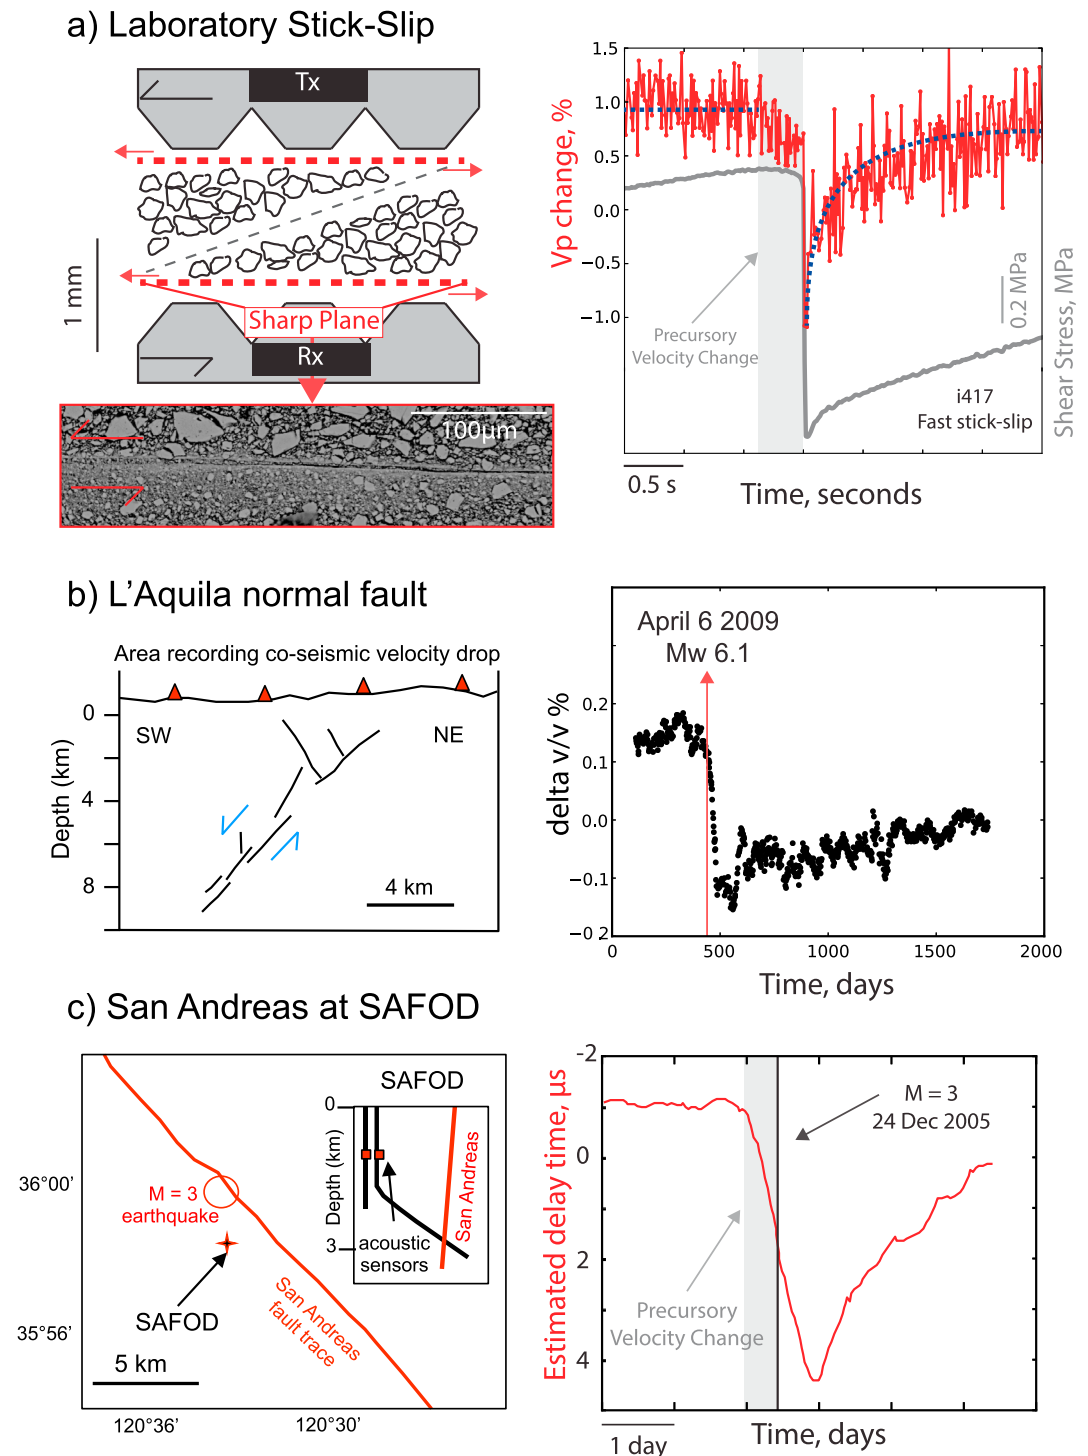 a) Laboratory Stick-Slip
Tx
1 mm
Sharp Plane
Rx
100μm
Vp change, %
1.5
1.0
0.5
0.0
−0.5
−1.0
Precursory
Velocity Change
0.2 MPa
Shear Stress, MPa
i417
Fast stick-slip
0.5 s
Time, seconds
b) L’Aquila normal fault
Area recording co-seismic velocity drop
Depth (km)
0
4
8
SW
NE
4 km
April 6 2009
Mw 6.1
delta v/v %
0.2
0.1
0.0
−0.1
−0 2
0
500
1000
1500
2000
Time, days
c) San Andreas at SAFOD
36°00’
35°56’
M = 3
earthquake
SAFOD
San Andreas
fault trace
5 km
120°36’
120°30’
SAFOD
Depth (km)
0
3
San Andreas
acoustic
sensors
Estimated delay time, μs
-2
0
2
4
M = 3
24 Dec 2005
Precursory
Velocity Change
1 day
Time, days